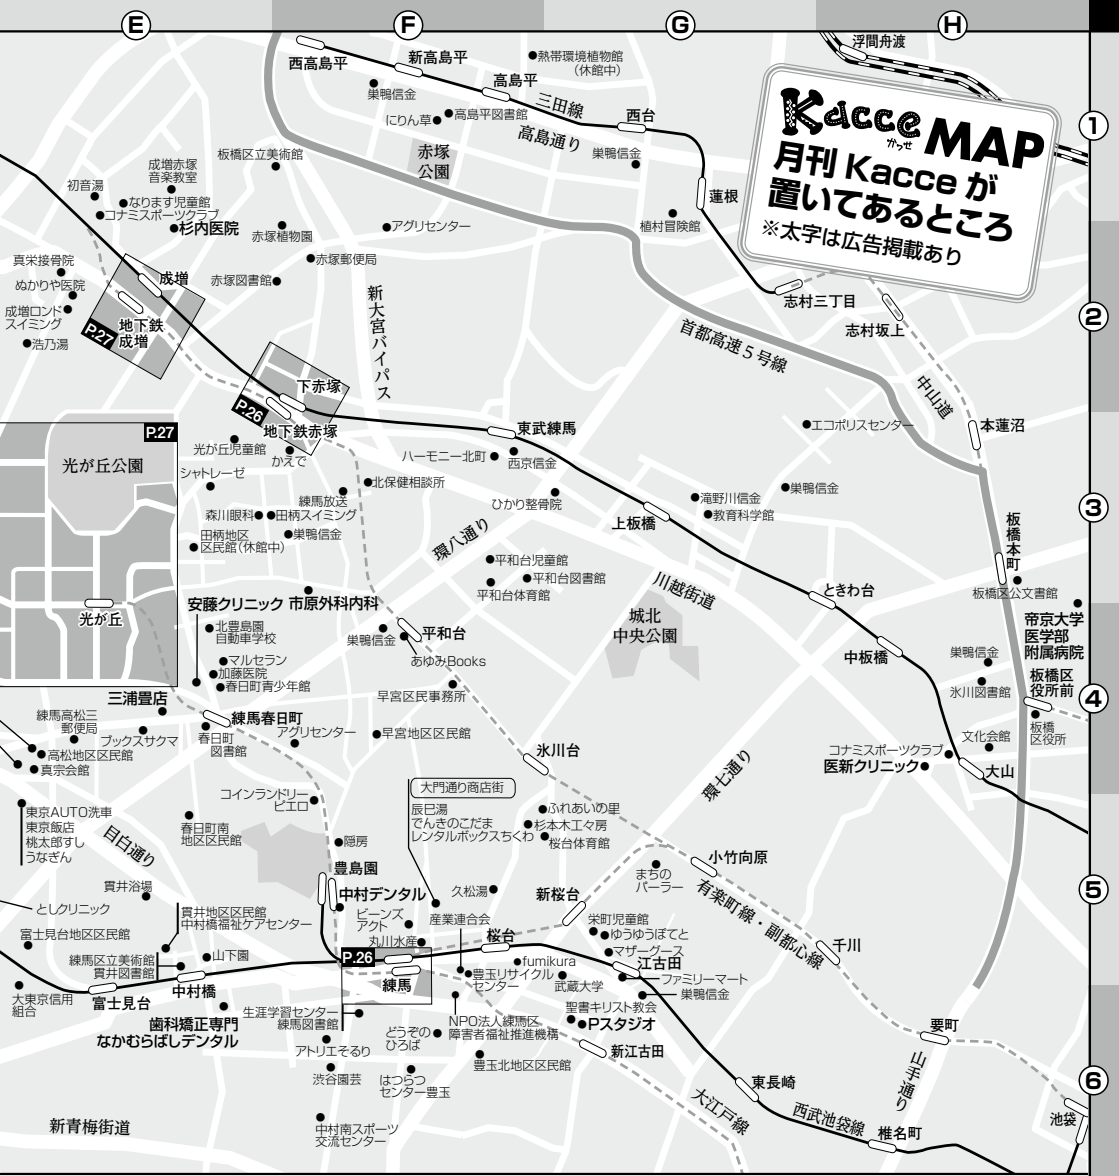 E
F
G
H
1
2
3
4
5
6
Kacce MAP
かっせ
月刊 Kacce が
置いてあるところ
※太字は広告掲載あり
浮間舟渡
西高島平
新高島平
高島平
三田線
高島通り
西台
熱帯環境植物館
(休館中)
巣鴨信金
にりん草
高島平図書館
赤塚
公園
巣鴨信金
蓮根
植村冒険館
志村三丁目
志村坂上
首都高速5号線
中山道
本蓮沼
成増赤塚
音楽教室
板橋区立美術館
初音湯
なります児童館
コナミスポーツクラブ
杉内医院
赤塚植物園
アグリセンター
真栄接骨院
ぬかりや医院
成増ロンド
スイミング
浩乃湯
成増
地下鉄
成増
P.27
赤塚郵便局
赤塚図書館
新大宮バイパス
下赤塚
P.26
地下鉄赤塚
東武練馬
エコポリスセンター
P.27
光が丘公園
光が丘
光が丘児童館
かえで
シャトレーゼ
練馬放送
北保健相談所
ハーモニー北町
西京信金
ひかり整骨院
森川眼科
田柄スイミング
田柄地区
区民館(休館中)
巣鴨信金
環八通り
上板橋
滝野川信金
教育科学館
巣鴨信金
板橋本町
平和台児童館
平和台図書館
平和台体育館
川越街道
ときわ台
板橋区公文書館
帝京大学
医学部
附属病院
安藤クリニック
市原外科内科
北豊島園
自動車学校
巣鴨信金
平和台
あゆみBooks
城北
中央公園
中板橋
巣鴨信金
氷川図書館
板橋区
役所前
板橋
区役所
マルセラン
加藤医院
春日町青少年館
早宮区民事務所
三浦畳店
練馬高松三
郵便局
ブックスサクマ
高松地区区民館
真宗会館
練馬春日町
春日町
図書館
アグリセンター
早宮地区区民館
氷川台
環七通り
コナミスポーツクラブ
医新クリニック
文化会館
大山
東京AUTO洗車
東京飯店
桃太郎すし
うなぎん
目白通り
コインランドリー
ピエロ
春日町南
地区区民館
隠房
大門通り商店街
辰巳湯
でんきのこだま
レンタルボックスちくわ
ふれあいの里
杉本木工々房
桜台体育館
まちの
パーラー
小竹向原
有楽町線・副都心線
千川
貫井浴場
としクリニック
富士見台地区区民館
貫井地区区民館
中村橋福祉ケアセンター
練馬区立美術館
貫井図書館
山下園
豊島園
中村デンタル
ビーンズ
アクト
丸川水産
久松湯
産業連合会
新桜台
栄町児童館
ゆうゆうぽてと
マザーグース
P.26
練馬
桜台
fumikura
豊玉リサイクル
センター
武蔵大学
江古田
ファミリーマート
巣鴨信金
大東京信用
組合
富士見台
中村橋
歯科矯正専門
なかむらばしデンタル
生涯学習センター
練馬図書館
アトリエそるり
渋谷園芸
どうぞの
ひろば
NPO法人練馬区
障害者福祉推進機構
聖書キリスト教会
Pスタジオ
新江古田
豊玉北地区区民館
はつらつ
センター豊玉
中村南スポーツ
交流センター
新青梅街道
大江戸線
東長崎
西武池袋線
椎名町
要町
山手通り
池袋